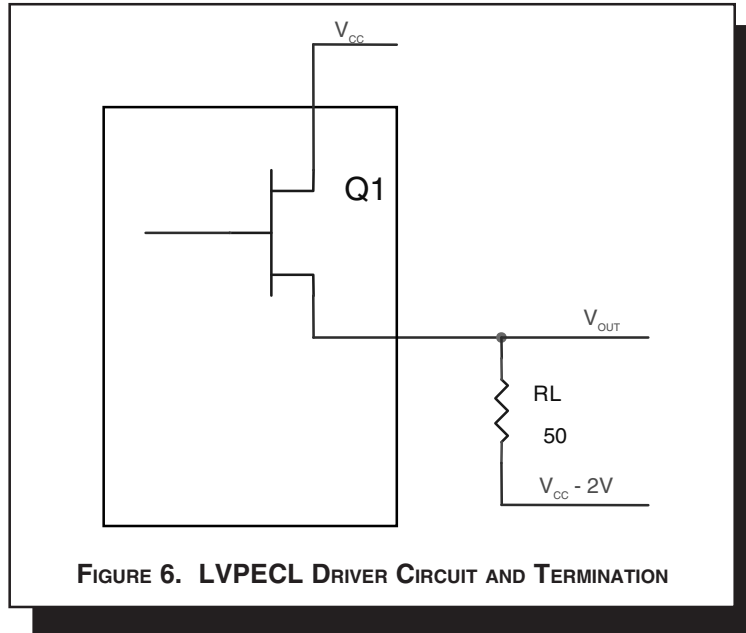 VCC
Q1
VOUT
RL
50
VCC - 2V
FIGURE 6. LVPECL DRIVER CIRCUIT AND TERMINATION